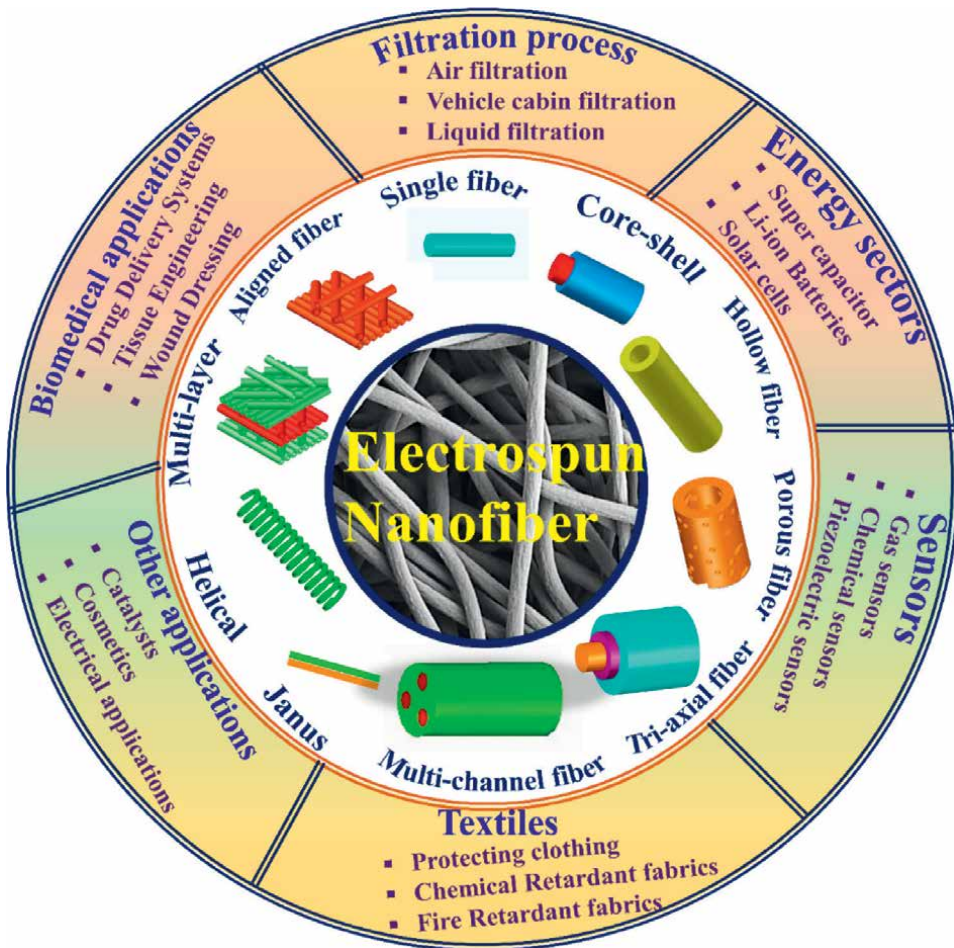 Filtration process
Air filtration
Vehicle cabin filtration
Liquid filtration
Energy sectors
Super capacitor
Li-ion Batteries
Solar cells
Sensors
Gas sensors
Chemical sensors
Piezoelectric sensors
Textiles
Protecting clothing
Chemical Retardant fabrics
Fire Retardant fabrics
Other applications
Catalysis
Cosmetics
Electrical applications
Biomedical applications
Drug Delivery Systems
Tissue Engineering
Wound Dressing
Single fiber
Core-shell
Hollow fiber
Porous fiber
Tri-axial fiber
Multi-channel fiber
Janus
Helical
Multi-layer
Aligned fiber
Electrospun
Nanofiber